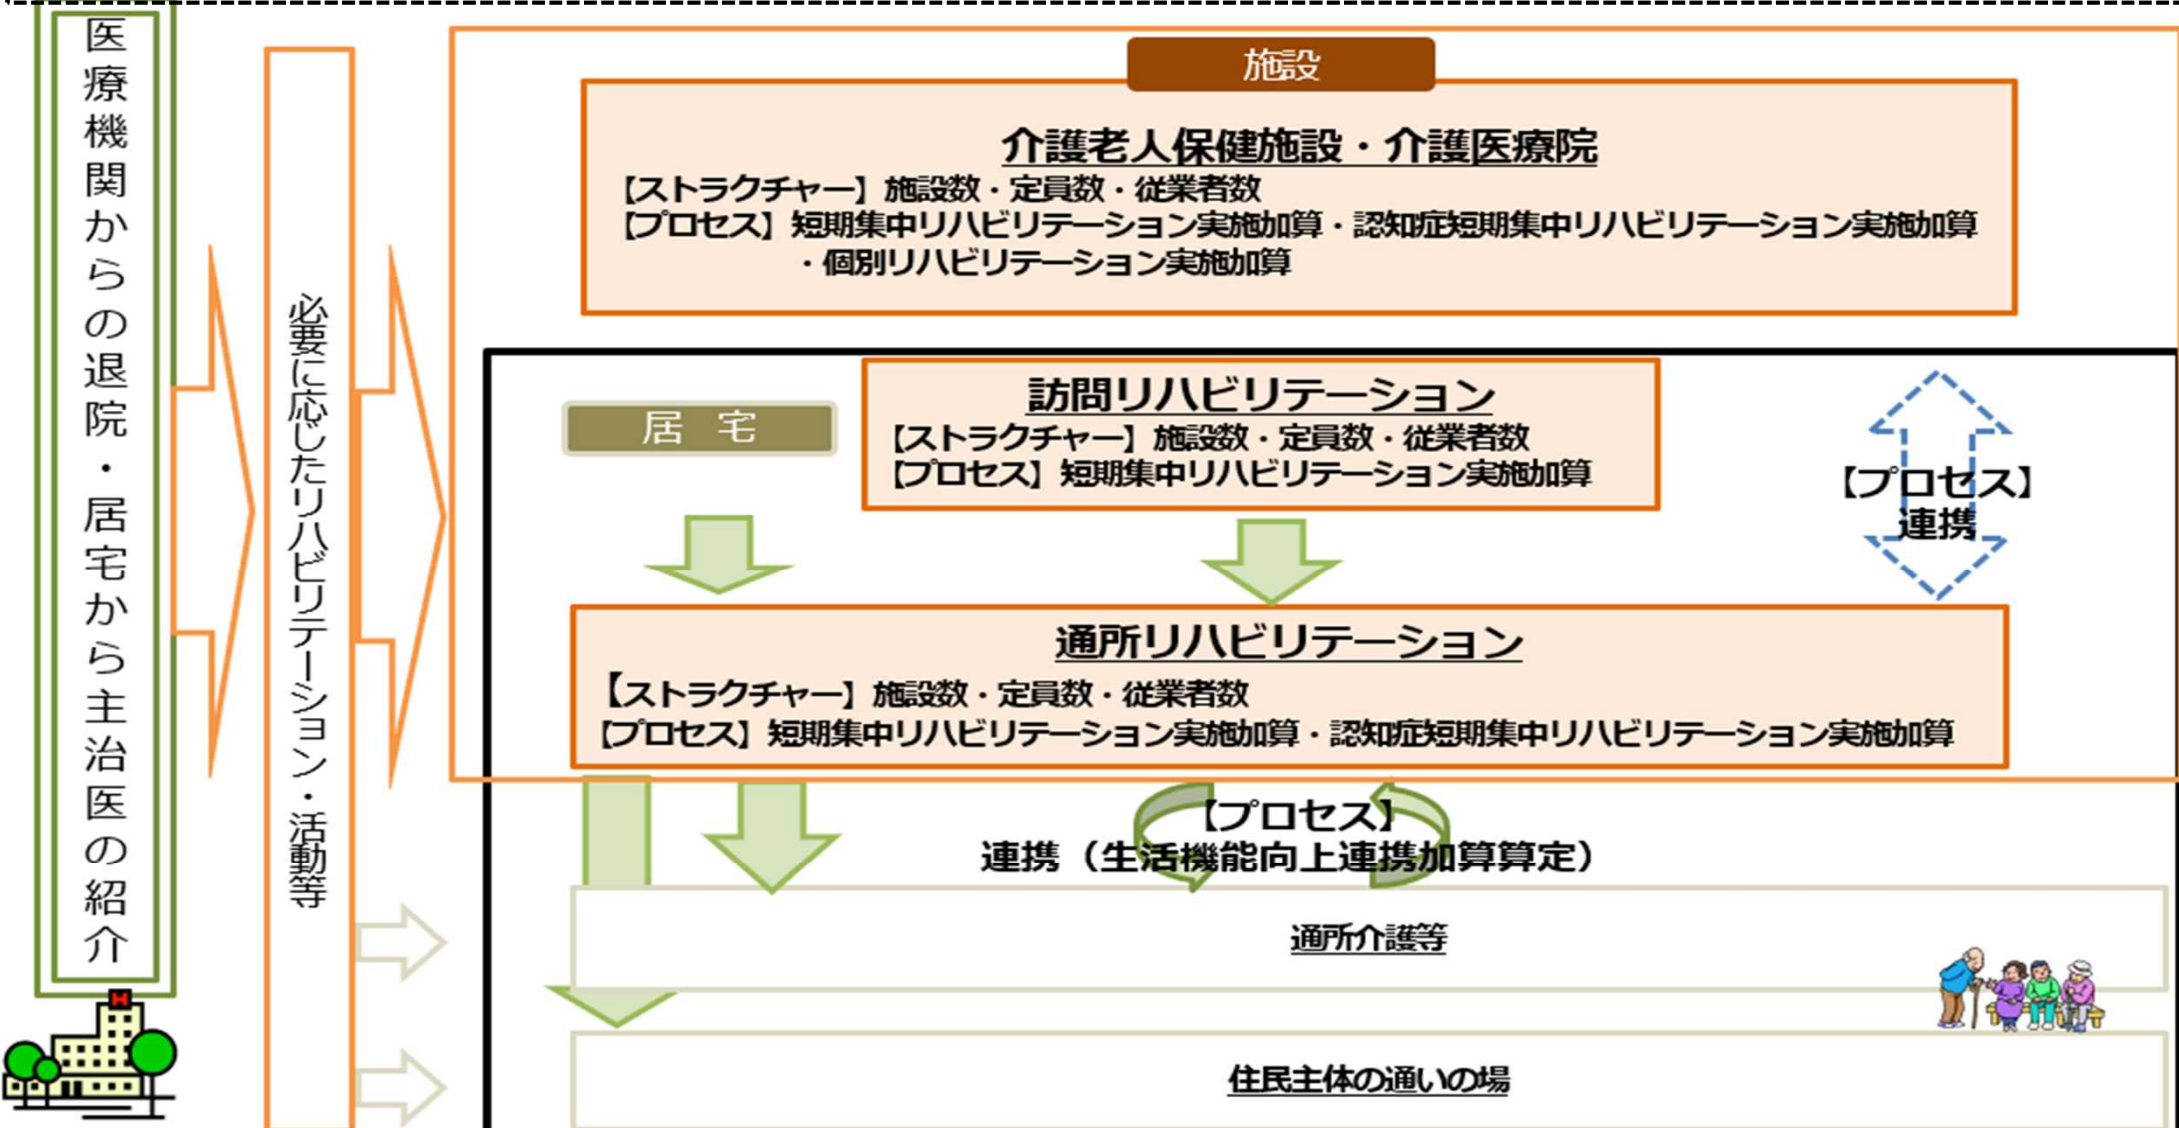 医療機関からの退院・居宅から主治医の紹介
必要に応じたリハビリテーション・活動等
施設
介護老人保健施設・介護医療院
【ストラクチャー】施設数・定員数・従業者数
【プロセス】短期集中リハビリテーション実施加算・認知症短期集中リハビリテーション実施加算
・個別リハビリテーション実施加算
居 宅
訪問リハビリテーション
【ストラクチャー】施設数・定員数・従業者数
【プロセス】短期集中リハビリテーション実施加算
【プロセス】
連携
通所リハビリテーション
【ストラクチャー】施設数・定員数・従業者数
【プロセス】短期集中リハビリテーション実施加算・認知症短期集中リハビリテーション実施加算
【プロセス】
連携（生活機能向上連携加算算定）
通所介護等
住民主体の通いの場
H